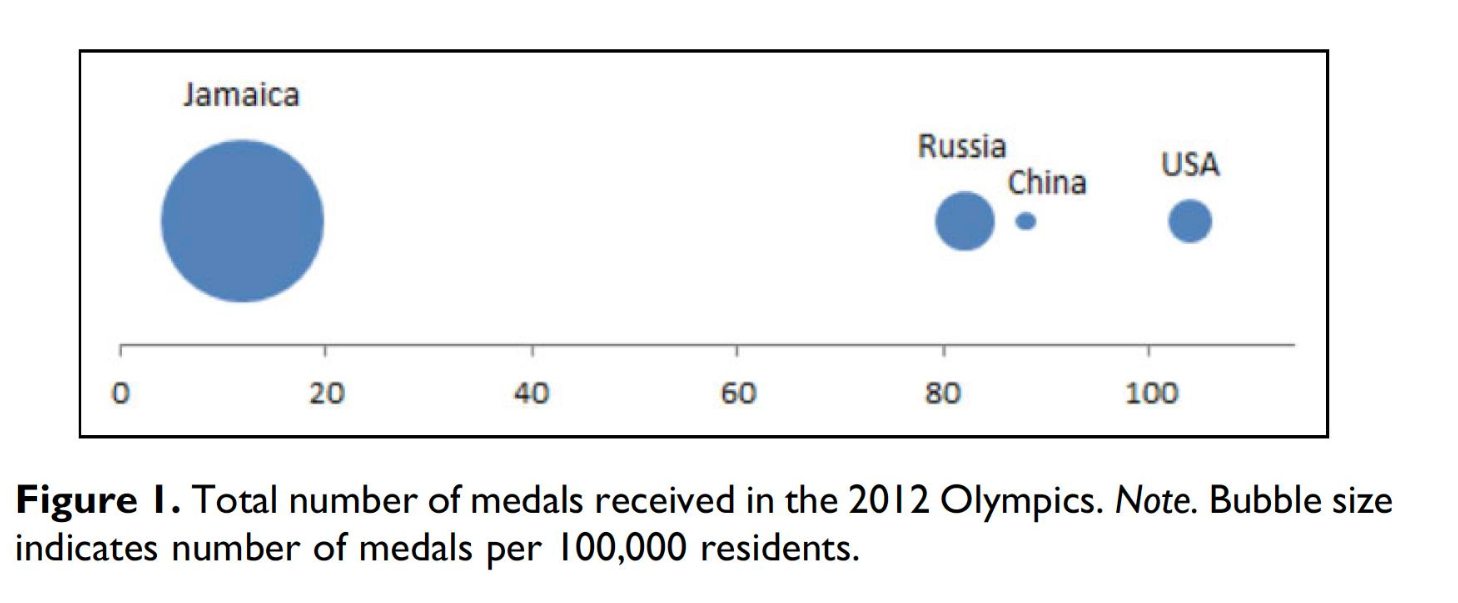 Jamaica
Russia
China
USA
0 20 40 60 80 100
Figure 1. Total number of medals received in the 2012 Olympics. Note. Bubble size
indicates number of medals per 100,000 residents.